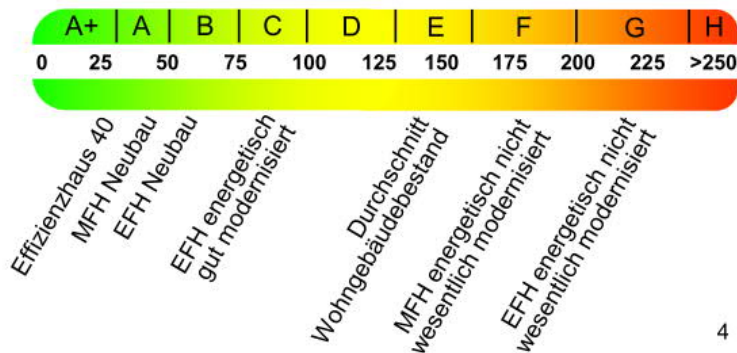 A+ A B C D E F G H
0 25 50 75 100 125 150 175 200 225 >250
Effizienzhaus 40
MFH Neubau
EFH Neubau
EFH energetisch
gut modernisiert
Durchschnitt
Wohngebäudebestand
MFH energetisch nicht
wesentlich modernisiert
EFH energetisch nicht
wesentlich modernisiert
4